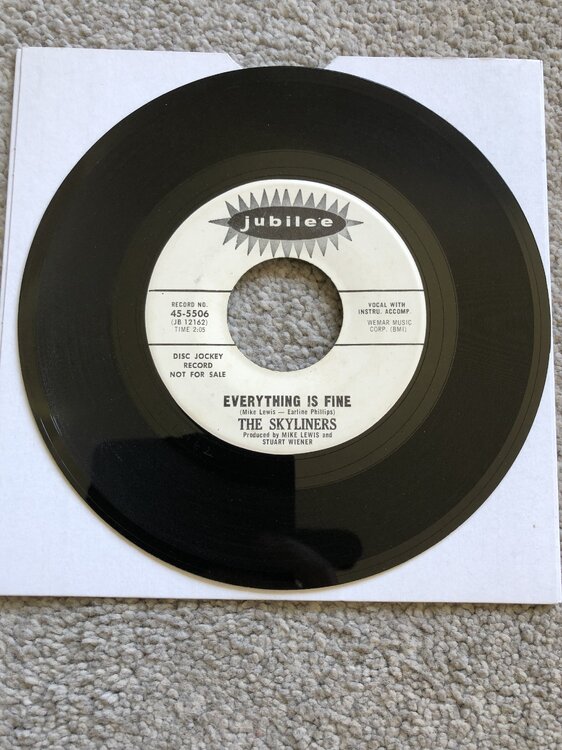 jubilee
RECORD NO.
45-5506
(JB 12162)
TIME 2:05
VOCAL WITH
INSTRU. ACCOMP.
WEMAR MUSIC
CORP. (BMI)
DISC JOCKEY
RECORD
NOT FOR SALE
EVERYTHING IS FINE
(Mike Lewis — Earline Phillips)
THE SKYLINERS
Produced by MIKE LEWIS and
STUART WIENER